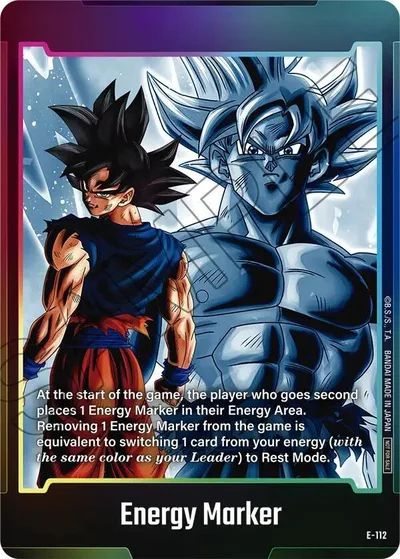 At the start of the game, the player who goes second
places 1 Energy Marker in their Energy Area.
Removing 1 Energy Marker from the game is
equivalent to switching 1 card from your energy (with
the same color as your Leader) to Rest Mode.
©B.S./S., T.A. BANDAI MADE IN JAPAN
NOT FOR SALE
Energy Marker
E-112
SAMPLE